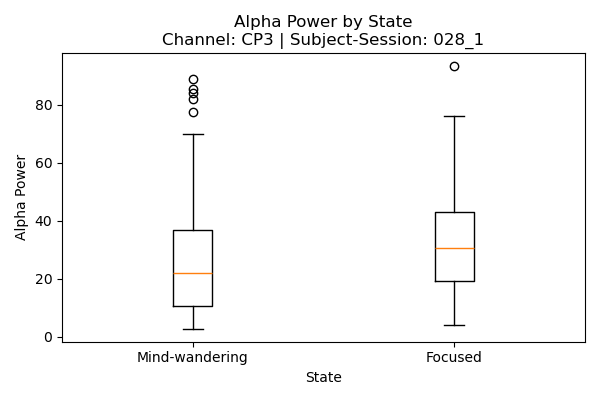 Alpha Power by State
Channel: CP3 | Subject-Session: 028_1
Alpha Power
80
60
40
20
0
Mind-wandering
Focused
State